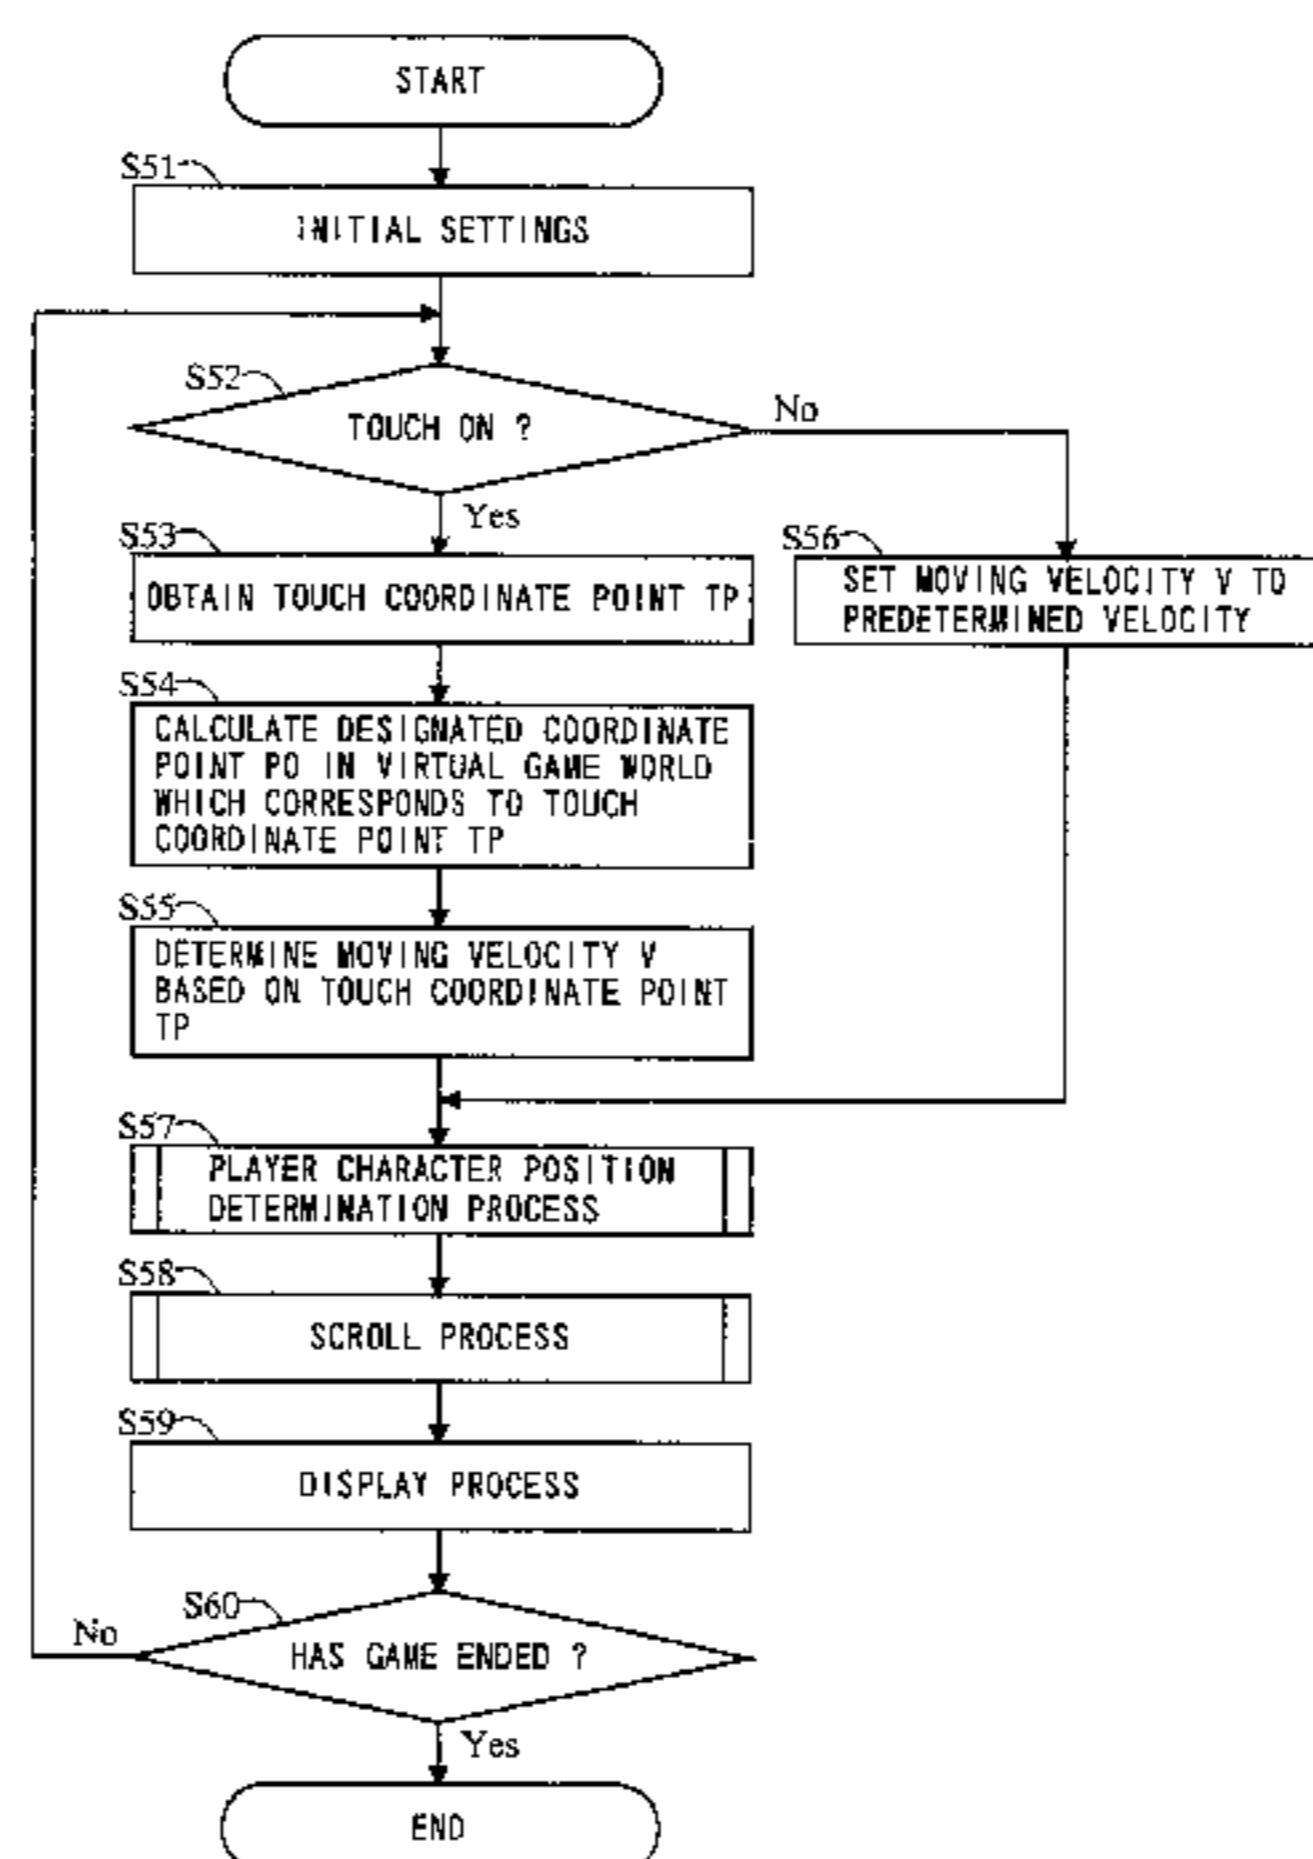 START
S51
INITIAL SETTINGS
S52
TOUCH ON ?
No
Yes
S53
OBTAIN TOUCH COORDINATE POINT TP
S56
SET MOVING VELOCITY V TO
PREDETERMINED VELOCITY
S54
CALCULATE DESIGNATED COORDINATE
POINT PO IN VIRTUAL GAME WORLD
WHICH CORRESPONDS TO TOUCH
COORDINATE POINT TP
S55
DETERMINE MOVING VELOCITY V
BASED ON TOUCH COORDINATE POINT
TP
S57
PLAYER CHARACTER POSITION
DETERMINATION PROCESS
S58
SCROLL PROCESS
S59
DISPLAY PROCESS
S60
HAS GAME ENDED ?
No
Yes
END